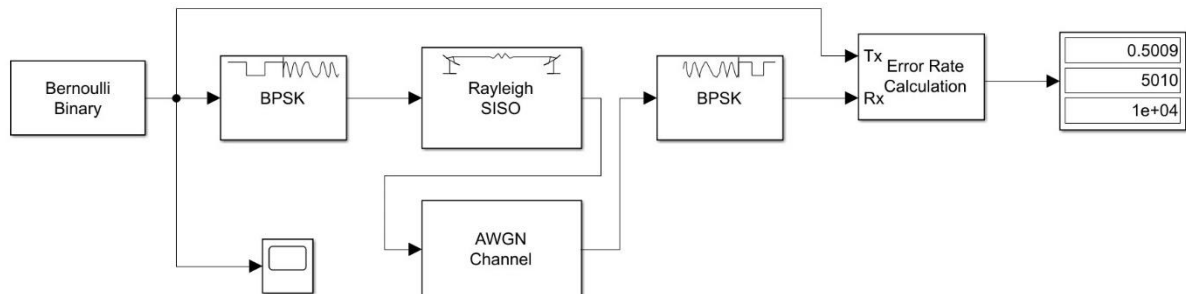 Bernoulli
Binary
BPSK
Rayleigh
SISO
BPSK
Tx
Rx
Error Rate
Calculation
0.5009
5010
1e+04
AWGN
Channel